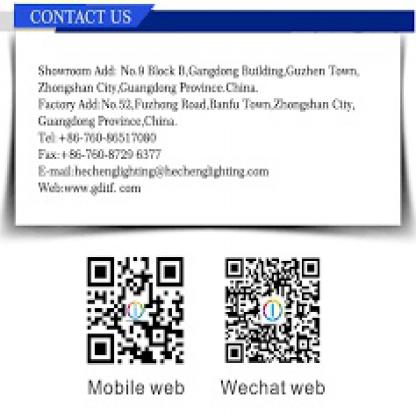 CONTACT US
Showroom Add: No.9 Block B,Gangdong Building,Guzhen Town,
Zhongshan City,Guangdong Province.China.
Factory Add:No.52,Fuzhong Road,Banfu Town,Zhongshan City,
Guangdong Province,China.
Tel:+86-760-86517080
Fax:+86-760-8729 6377
E-mail:hechenglighting@hechenglighting.com
Web:www.gditf. com
Mobile web Wechat web